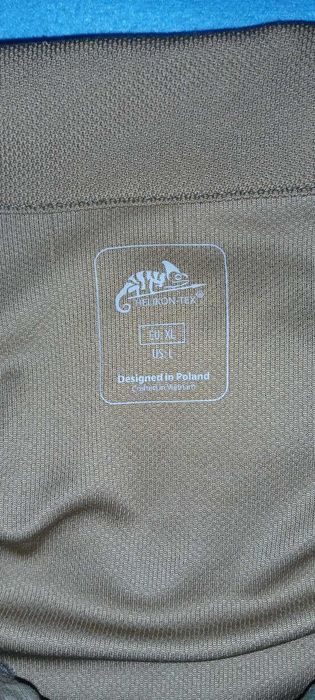 HELIKON-TEX®
EU: XL
US: L
Designed in Poland
Crafted in Vietnam